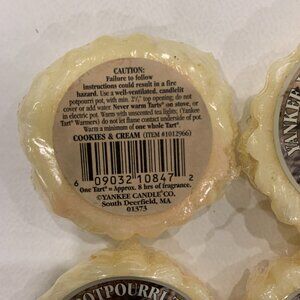 CAUTION:
Failure to follow
instructions could result in a fire
hazard. Use a well-ventilated, candlelit
potpourri pot, with min. 2½" top opening; do not
cover or add water. Never warm Tarts® on stove, or
in electric pot. Warm with unscented tea lights; (Yankee
Tart® Warmers) do not let flame contact underside of pot.
Warm a minimum of one whole Tart®
COOKIES & CREAM (ITEM #1012966)
6 09032 10847 2
One Tart® = Approx. 8 hrs of fragrance.
©YANKEE CANDLE CO.
South Deerfield, MA
01373
YANKEE
POTPOURRI